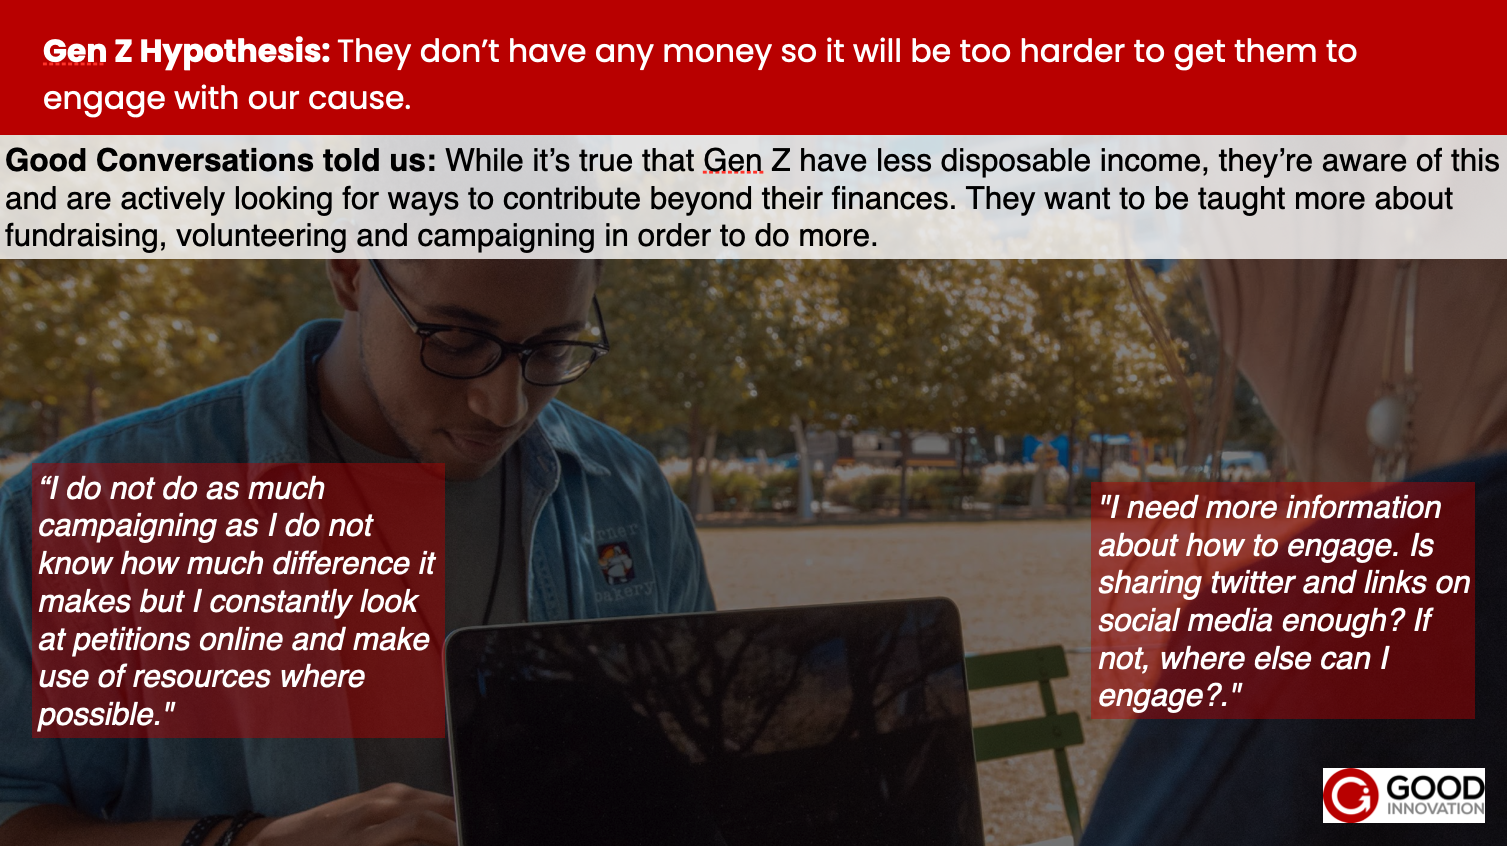 Gen Z Hypothesis: They don’t have any money so it will be too harder to get them to
engage with our cause.
Good Conversations told us: While it’s true that Gen Z have less disposable income, they’re aware of this
and are actively looking for ways to contribute beyond their finances. They want to be taught more about
fundraising, volunteering and campaigning in order to do more.
“I do not do as much
campaigning as I do not
know how much difference it
makes but I constantly look
at petitions online and make
use of resources where
possible."
"I need more information
about how to engage. Is
sharing twitter and links on
social media enough? If
not, where else can I
engage?."
bakery
GOOD
INNOVATION